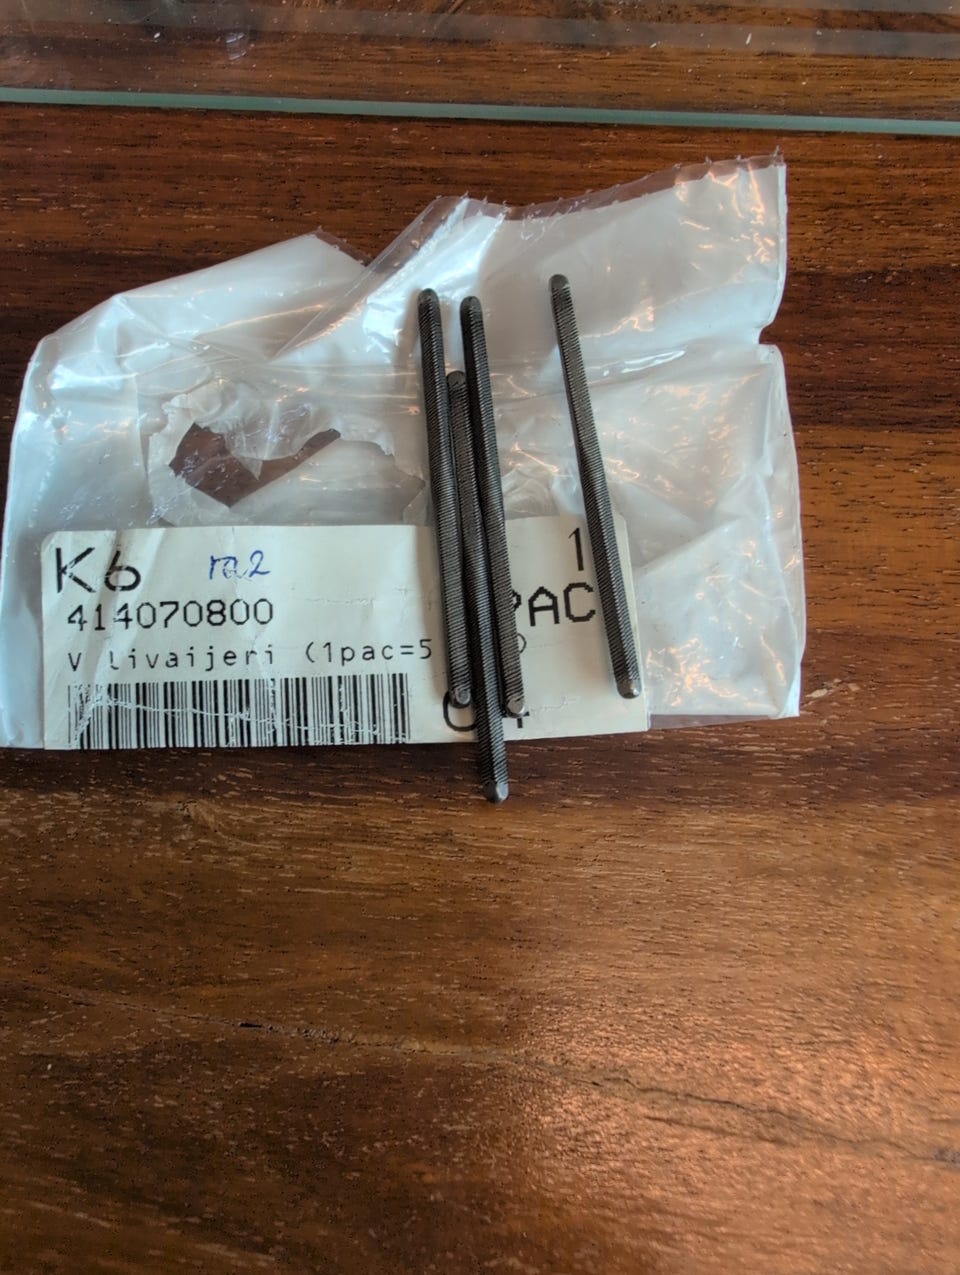 K6 ra2 1
414070800 PAC
V livaijeri (1pac=5 )